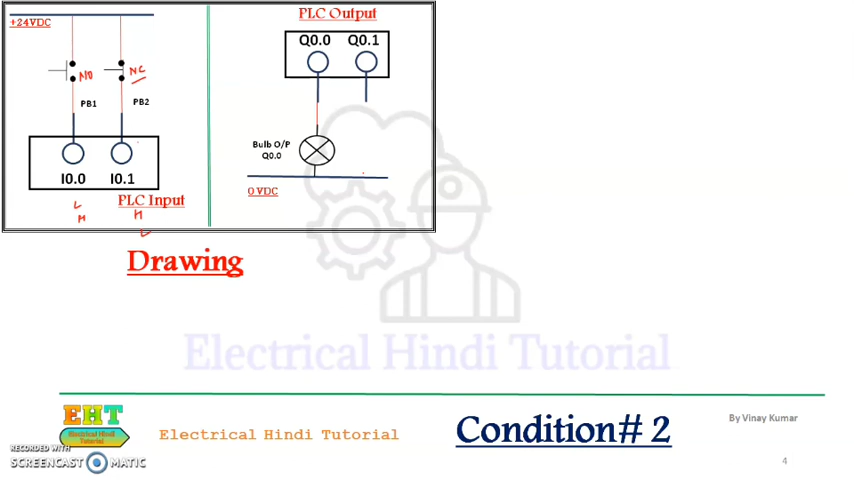 +24VDC
NO
NC
PB1
PB2
I0.0
I0.1
PLC Input
L
H
H
L
PLC Output
Q0.0
Q0.1
Bulb O/P
Q0.0
0 VDC
Drawing
Electrical Hindi Tutorial
EHT
Electrical Hindi
Tutorial
Electrical Hindi Tutorial
Condition# 2
By Vinay Kumar
4
RECORDED WITH
SCREENCAST MATIC